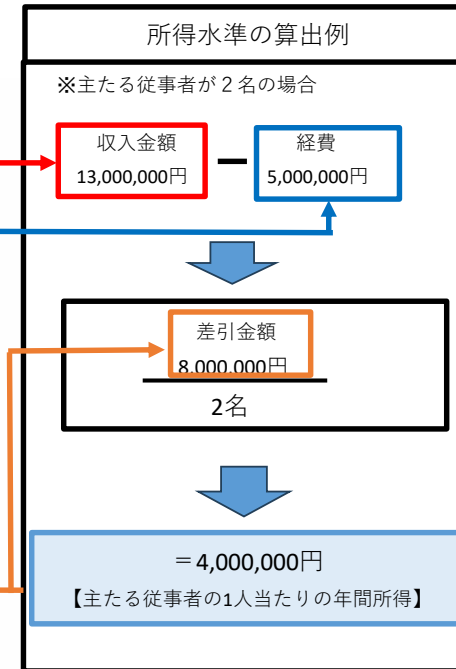 所得水準の算出例
※主たる従事者が２名の場合
収入金額
13,000,000円
ー
経費
5,000,000円
差引金額
8,000,000円
2名
＝4,000,000円
【主たる従事者の1人当たりの年間所得】